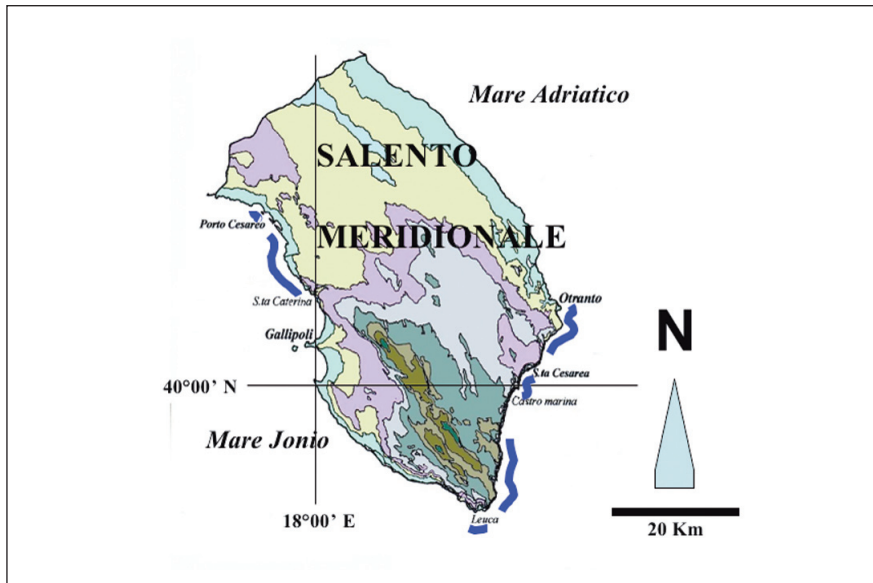 Mare Adriatico
SALENTO
MERIDIONALE
Porto Cesareo
S.ta Caterina
Otranto
Gallipoli
N
S.ta Cesarea
40°00’ N
Castro marina
Mare Jonio
18°00’ E
Leuca
20 Km